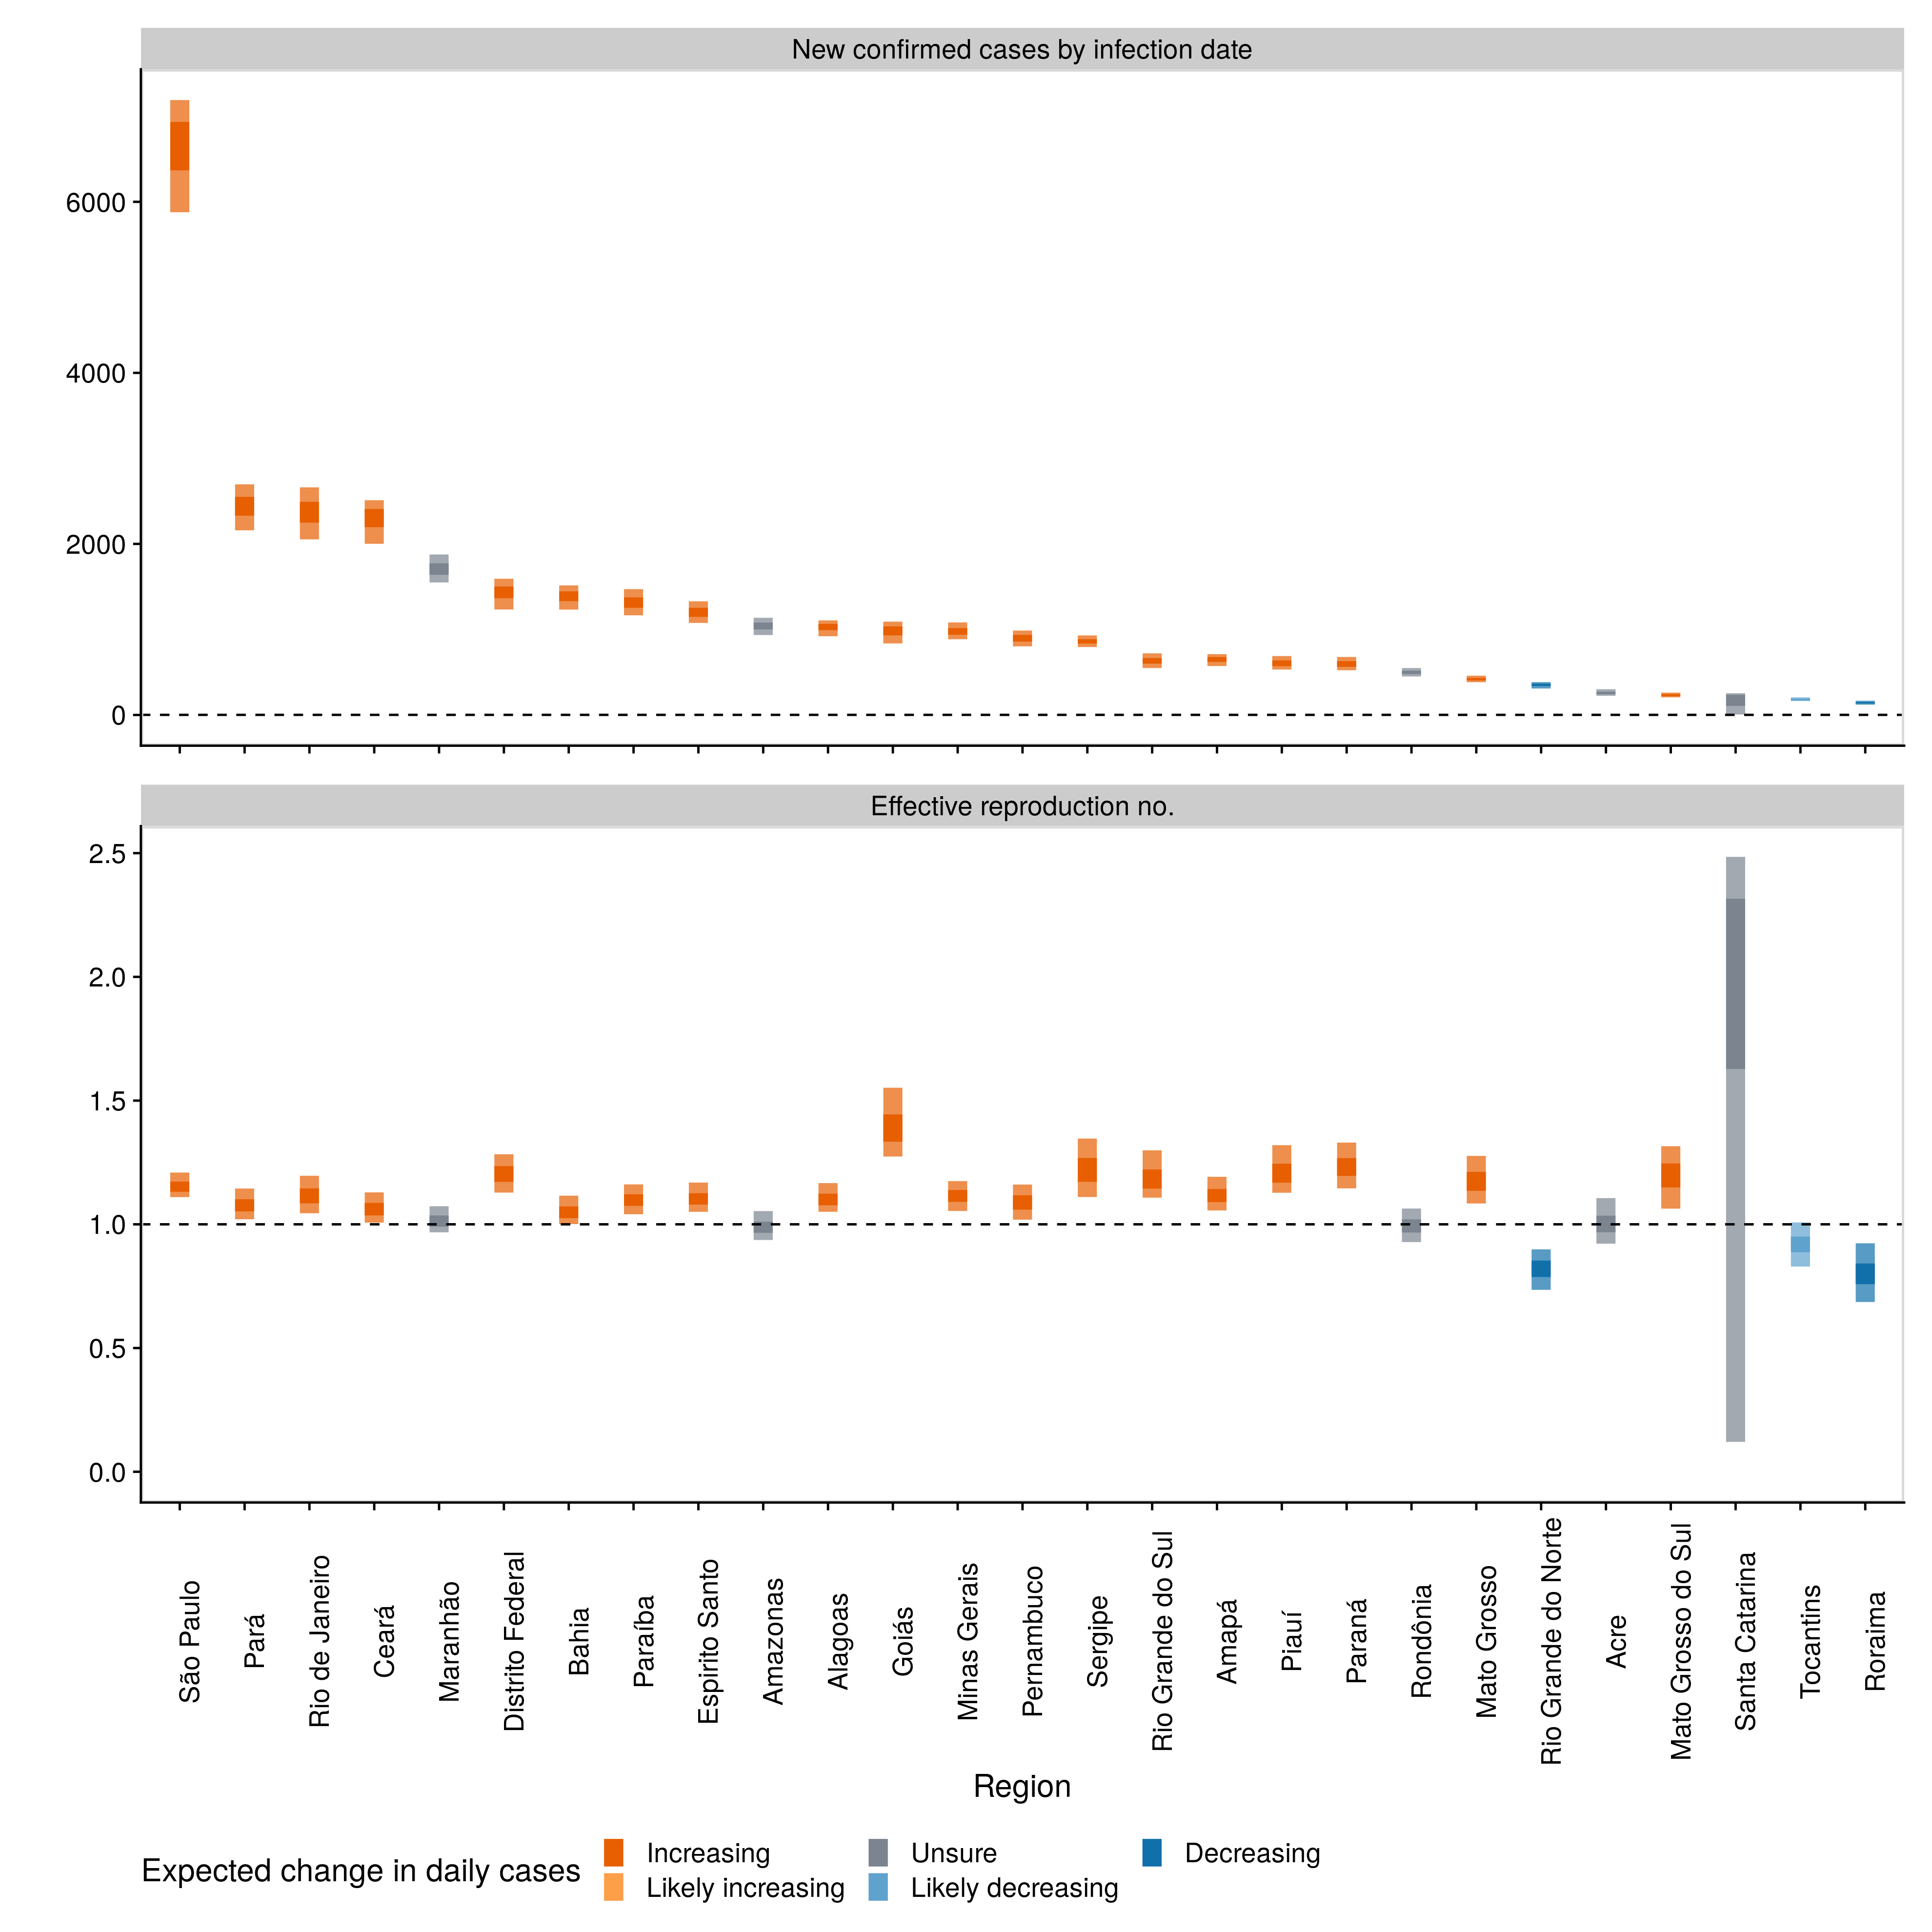 New confirmed cases by infection date
6000
4000
2000
0
Effective reproduction no.
2.5
2.0
1.5
1.0
0.5
0.0
São Paulo
Pará
Rio de Janeiro
Ceará
Maranhão
Distrito Federal
Bahia
Paraíba
Espirito Santo
Amazonas
Alagoas
Goiás
Minas Gerais
Pernambuco
Sergipe
Rio Grande do Sul
Amapá
Piauí
Paraná
Rondônia
Mato Grosso
Rio Grande do Norte
Acre
Mato Grosso do Sul
Santa Catarina
Tocantins
Roraima
Region
Expected change in daily cases
Increasing
Likely increasing
Unsure
Likely decreasing
Decreasing